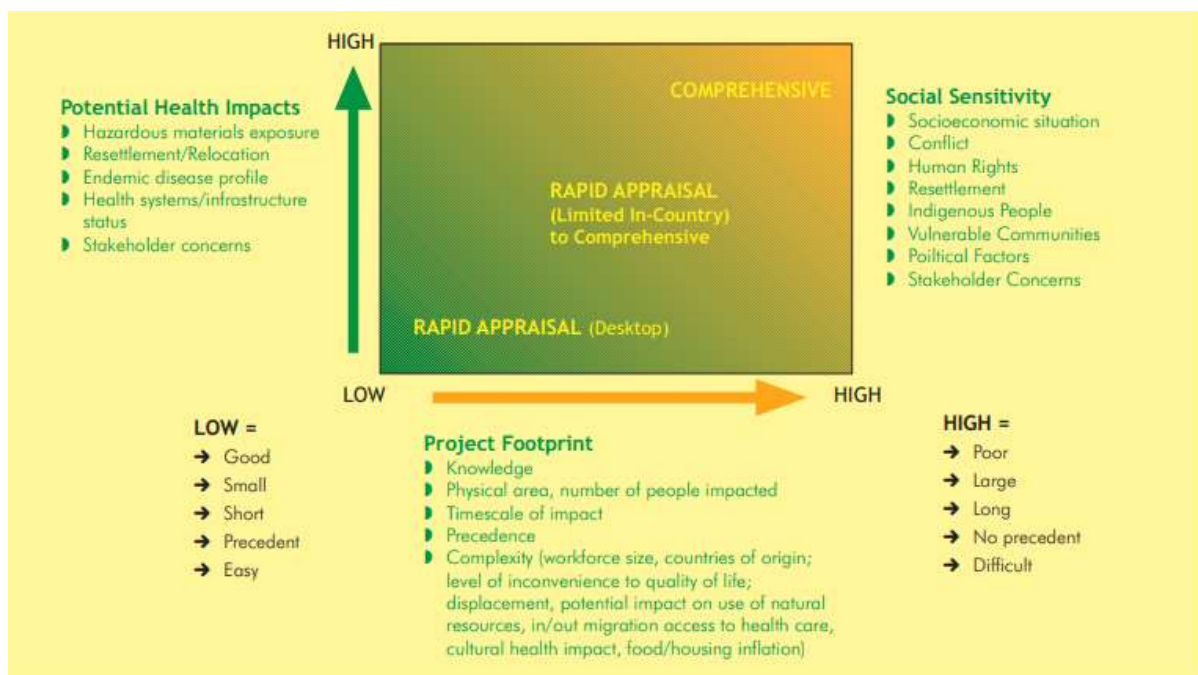 HIGH
Potential Health Impacts
Hazardous materials exposure
Resettlement/Relocation
Endemic disease profile
Health systems/infrastructure
status
Stakeholder concerns
COMPREHENSIVE
RAPID APPRAISAL
(Limited In-Country)
to Comprehensive
RAPID APPRAISAL (Desktop)
Social Sensitivity
Socioeconomic situation
Conflict
Human Rights
Resettlement
Indigenous People
Vulnerable Communities
Poiltical Factors
Stakeholder Concerns
LOW
HIGH
LOW =
➔ Good
➔ Small
➔ Short
➔ Precedent
➔ Easy
Project Footprint
Knowledge
Physical area, number of people impacted
Timescale of impact
Precedence
Complexity (workforce size, countries of origin;
level of inconvenience to quality of life;
displacement, potential impact on use of natural
resources, in/out migration access to health care,
cultural health impact, food/housing inflation)
HIGH =
➔ Poor
➔ Large
➔ Long
➔ No precedent
➔ Difficult